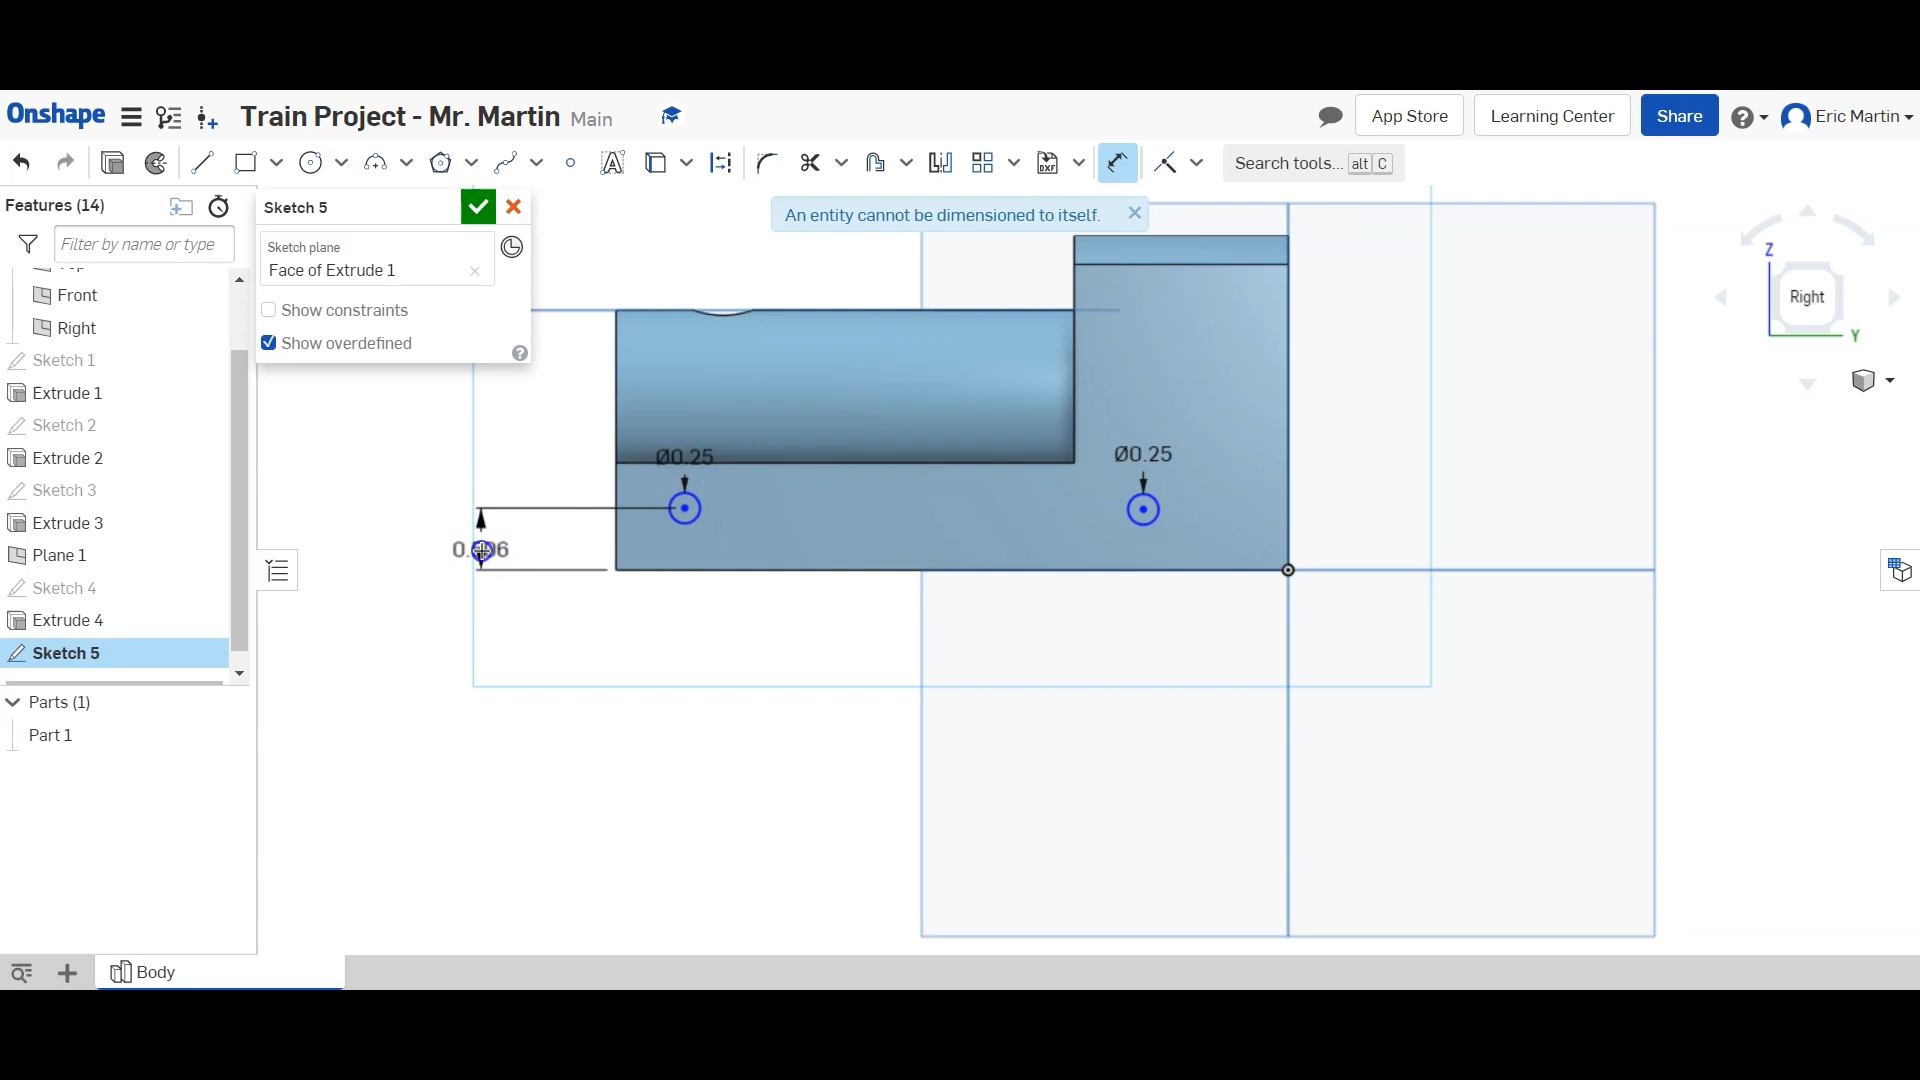 Onshape
Train Project - Mr. Martin Main
App Store
Learning Center
Share
Eric Martin
Search tools... alt C
Features (14)
Filter by name or type
Front
Right
Sketch 1
Extrude 1
Sketch 2
Extrude 2
Sketch 3
Extrude 3
Plane 1
Sketch 4
Extrude 4
Sketch 5
Parts (1)
Part 1
Sketch 5
Sketch plane
Face of Extrude 1
Show constraints
Show overdefined
An entity cannot be dimensioned to itself.
Ø0.25
Ø0.25
Z
Right
Y
Body